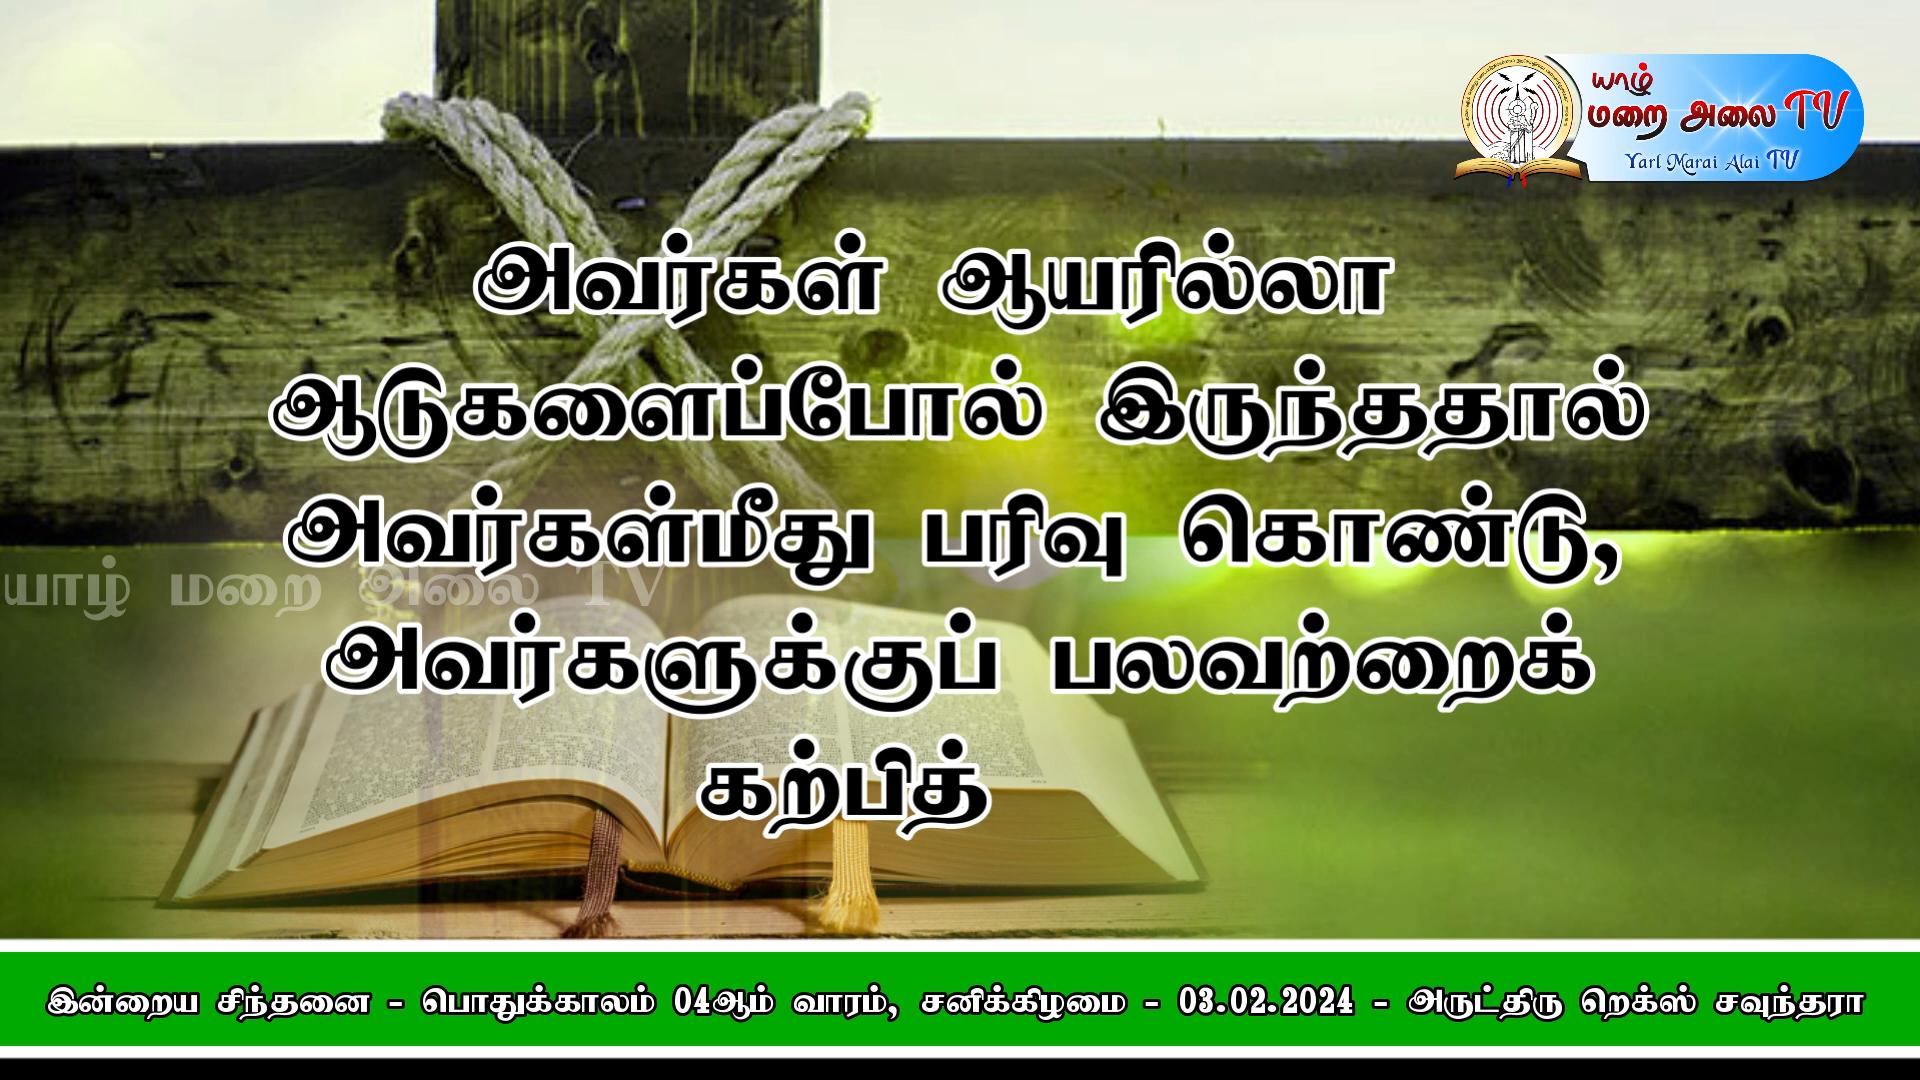 யாழ்
மறை அலை TV
Yarl Marai Alai TV
அவர்கள் ஆயரில்லா
ஆடுகளைப்போல் இருந்ததால்
அவர்கள்மீது பரிவு கொண்டு,
அவர்களுக்குப் பலவற்றைக்
கற்பித்
யாழ் மறை அலை TV
இன்றைய சிந்தனை - பொதுக்காலம் 04ஆம் வாரம், சனிக்கிழமை - 03.02.2024 - அருட்திரு றெக்ஸ் சவுந்தரா